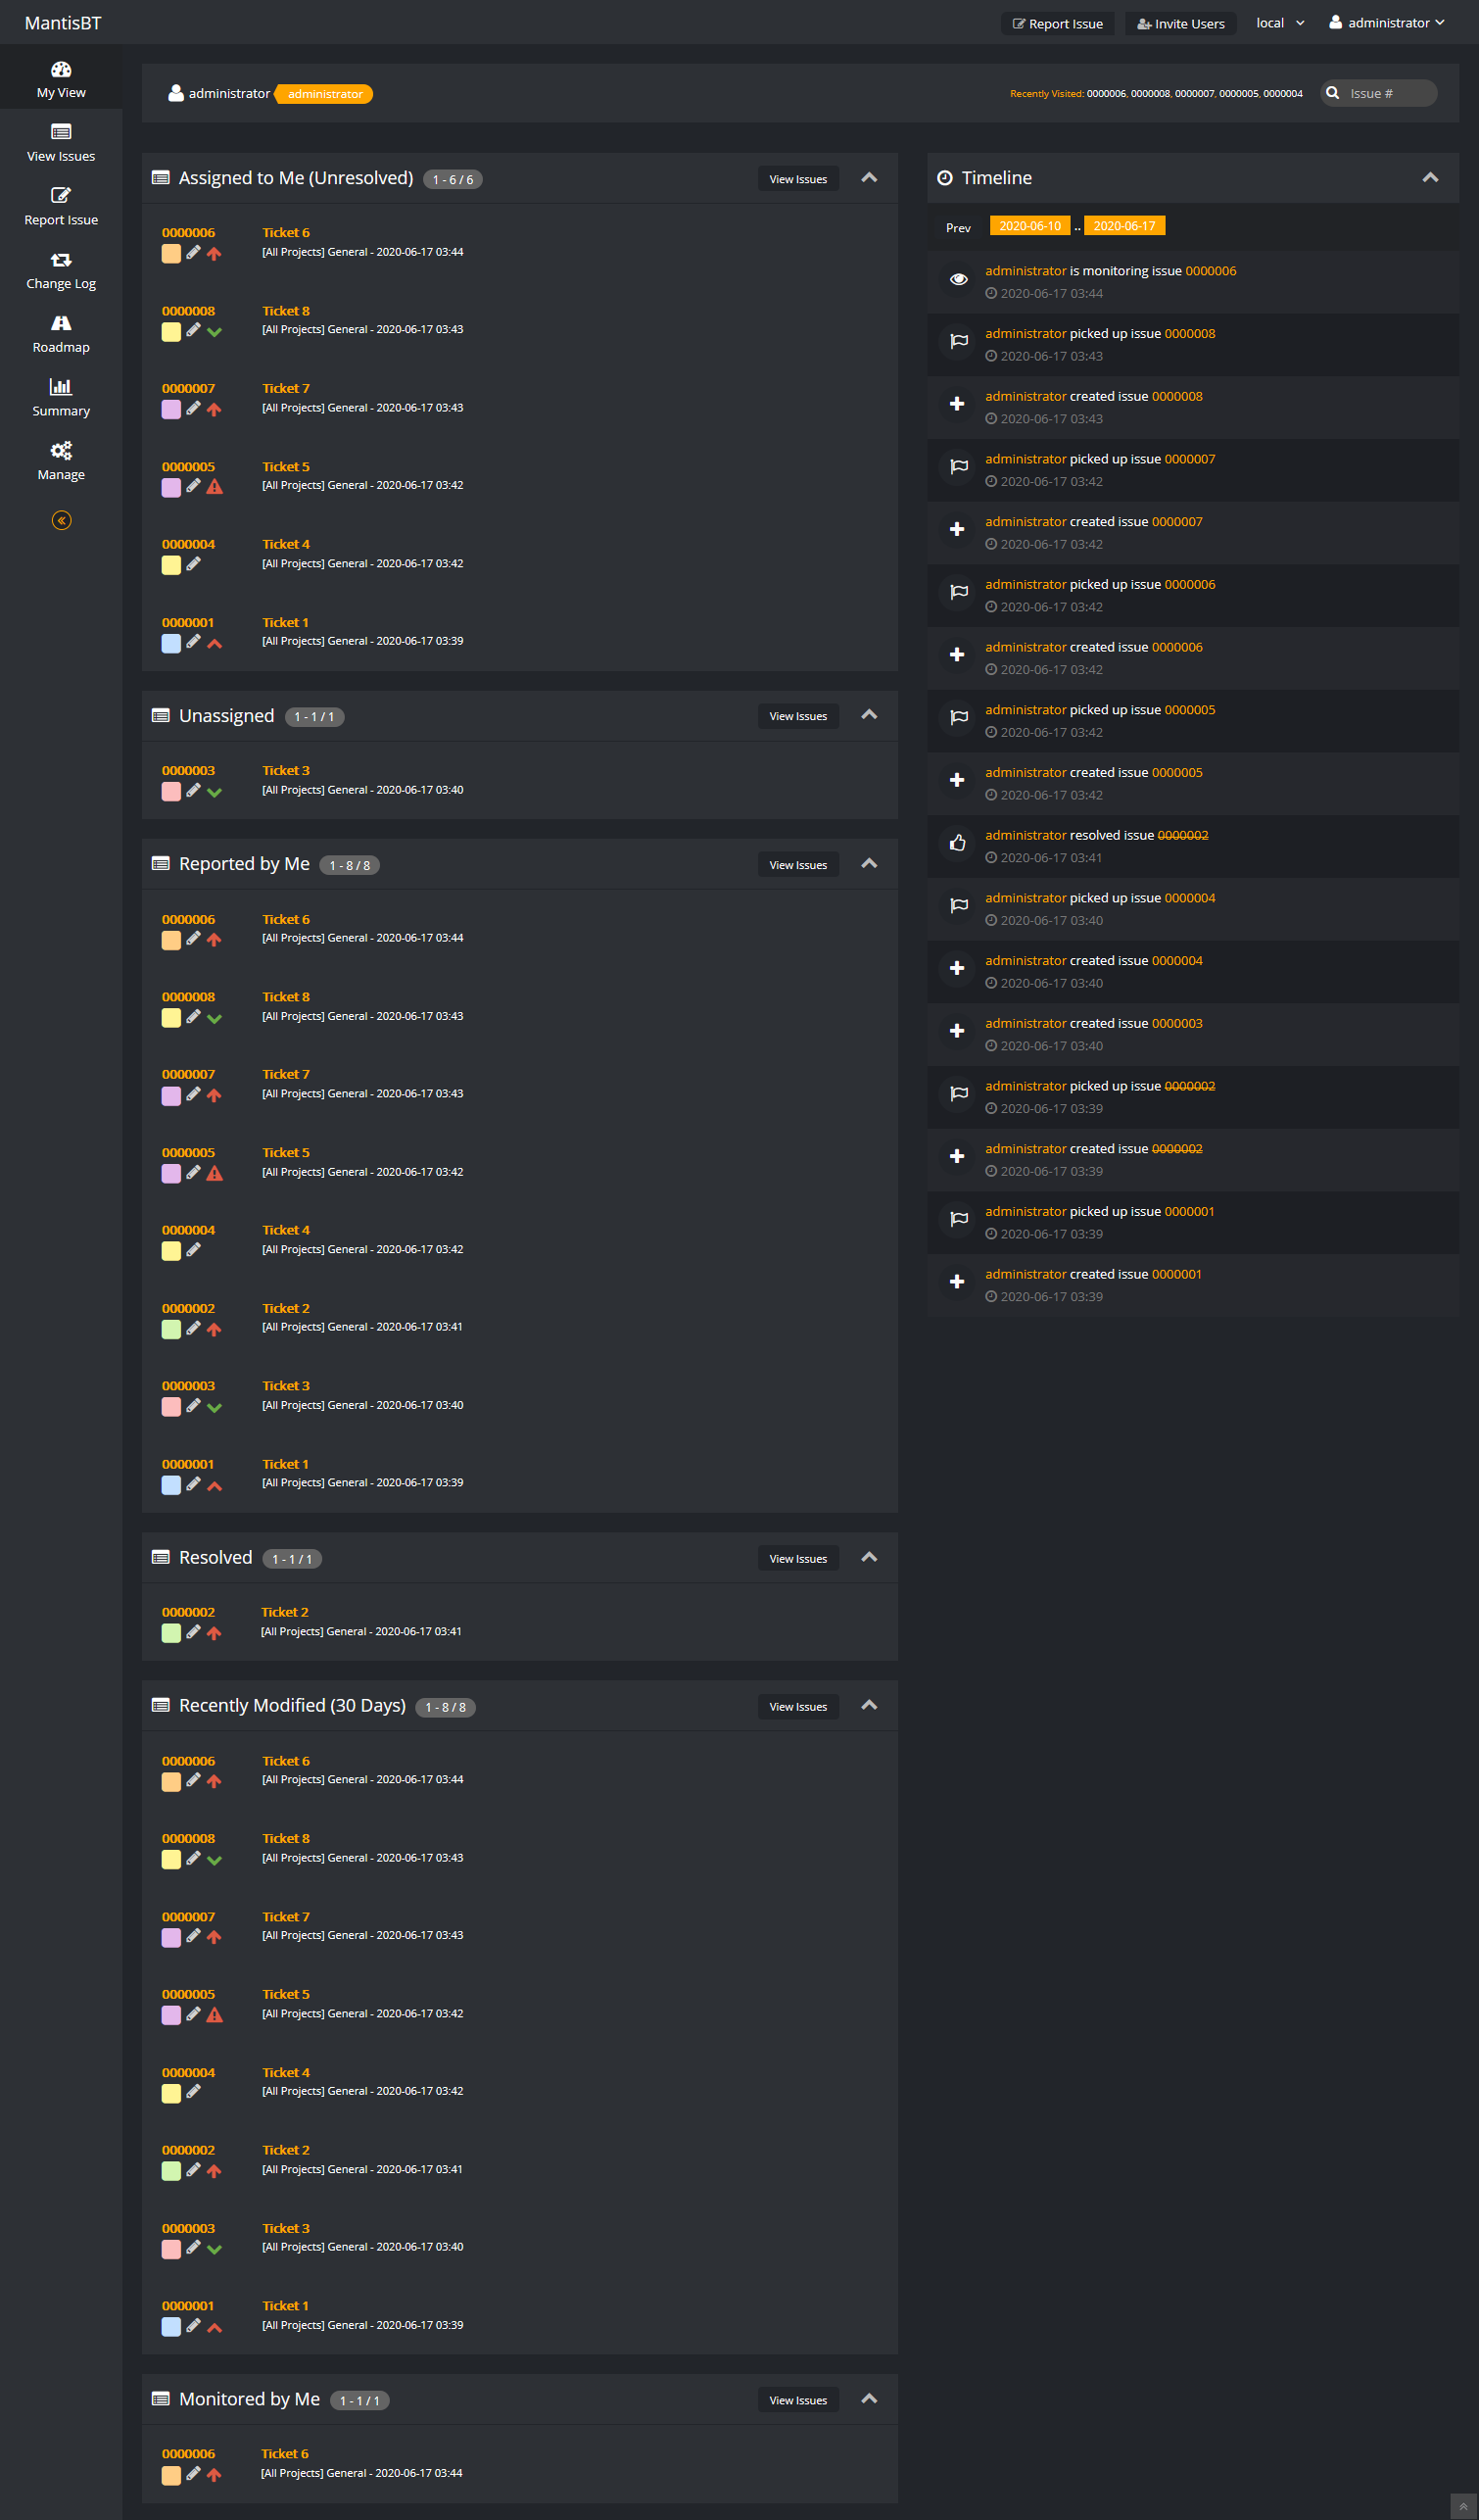 MantisBT
Report Issue
Invite Users
local
administrator
My View
View Issues
Report Issue
Change Log
Roadmap
Summary
Manage
administrator administrator
Recently Visited: 0000006, 0000008, 0000007, 0000005, 0000004
Issue #
Assigned to Me (Unresolved) 1 - 6 / 6
View Issues
0000006 Ticket 6
[All Projects] General - 2020-06-17 03:44
0000008 Ticket 8
[All Projects] General - 2020-06-17 03:43
0000007 Ticket 7
[All Projects] General - 2020-06-17 03:43
0000005 Ticket 5
[All Projects] General - 2020-06-17 03:42
0000004 Ticket 4
[All Projects] General - 2020-06-17 03:42
0000001 Ticket 1
[All Projects] General - 2020-06-17 03:39
Unassigned 1 - 1 / 1
View Issues
0000003 Ticket 3
[All Projects] General - 2020-06-17 03:40
Reported by Me 1 - 8 / 8
View Issues
0000006 Ticket 6
[All Projects] General - 2020-06-17 03:44
0000008 Ticket 8
[All Projects] General - 2020-06-17 03:43
0000007 Ticket 7
[All Projects] General - 2020-06-17 03:43
0000005 Ticket 5
[All Projects] General - 2020-06-17 03:42
0000004 Ticket 4
[All Projects] General - 2020-06-17 03:42
0000002 Ticket 2
[All Projects] General - 2020-06-17 03:41
0000003 Ticket 3
[All Projects] General - 2020-06-17 03:40
0000001 Ticket 1
[All Projects] General - 2020-06-17 03:39
Resolved 1 - 1 / 1
View Issues
0000002 Ticket 2
[All Projects] General - 2020-06-17 03:41
Recently Modified (30 Days) 1 - 8 / 8
View Issues
0000006 Ticket 6
[All Projects] General - 2020-06-17 03:44
0000008 Ticket 8
[All Projects] General - 2020-06-17 03:43
0000007 Ticket 7
[All Projects] General - 2020-06-17 03:43
0000005 Ticket 5
[All Projects] General - 2020-06-17 03:42
0000004 Ticket 4
[All Projects] General - 2020-06-17 03:42
0000002 Ticket 2
[All Projects] General - 2020-06-17 03:41
0000003 Ticket 3
[All Projects] General - 2020-06-17 03:40
0000001 Ticket 1
[All Projects] General - 2020-06-17 03:39
Monitored by Me 1 - 1 / 1
View Issues
0000006 Ticket 6
[All Projects] General - 2020-06-17 03:44
Timeline
Prev 2020-06-10 .. 2020-06-17
administrator is monitoring issue 0000006
2020-06-17 03:44
administrator picked up issue 0000008
2020-06-17 03:43
administrator created issue 0000008
2020-06-17 03:43
administrator picked up issue 0000007
2020-06-17 03:42
administrator created issue 0000007
2020-06-17 03:42
administrator picked up issue 0000006
2020-06-17 03:42
administrator created issue 0000006
2020-06-17 03:42
administrator picked up issue 0000005
2020-06-17 03:42
administrator created issue 0000005
2020-06-17 03:42
administrator resolved issue 0000002
2020-06-17 03:41
administrator picked up issue 0000004
2020-06-17 03:40
administrator created issue 0000004
2020-06-17 03:40
administrator created issue 0000003
2020-06-17 03:40
administrator picked up issue 0000002
2020-06-17 03:39
administrator created issue 0000002
2020-06-17 03:39
administrator picked up issue 0000001
2020-06-17 03:39
administrator created issue 0000001
2020-06-17 03:39